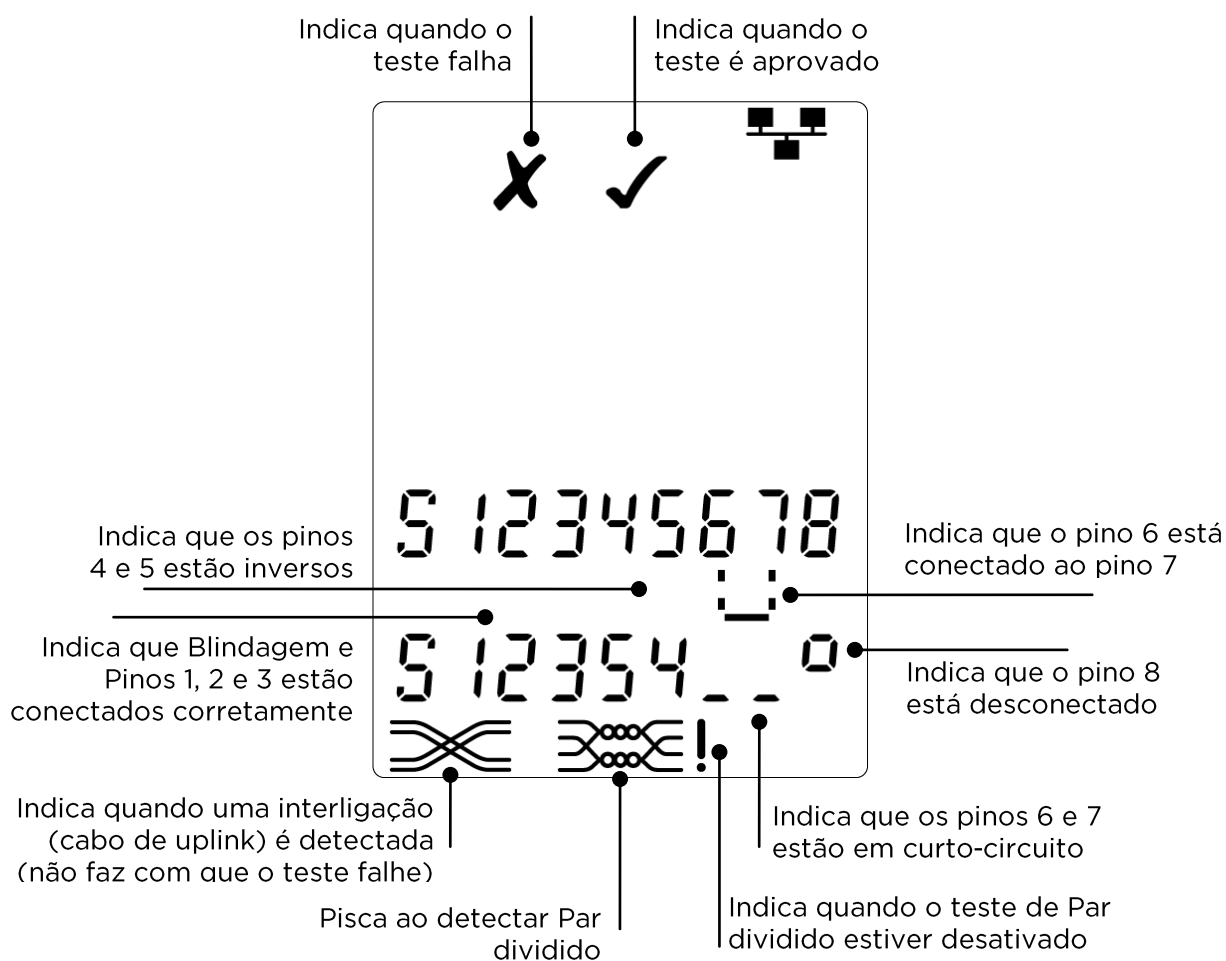 Indica quando o
teste falha
Indica quando o
teste é aprovado
S12345678
Indica que os pinos
4 e 5 estão inversos
Indica que o pino 6 está
conectado ao pino 7
S12354_ _ o
Indica que Blindagem e
Pinos 1, 2 e 3 estão
conectados corretamente
Indica que o pino 8
está desconectado
!
Indica quando uma interligação
(cabo de uplink) é detectada
(não faz com que o teste falhe)
Indica que os pinos 6 e 7
estão em curto-circuito
Pisca ao detectar Par
dividido
Indica quando o teste de Par
dividido estiver desativado